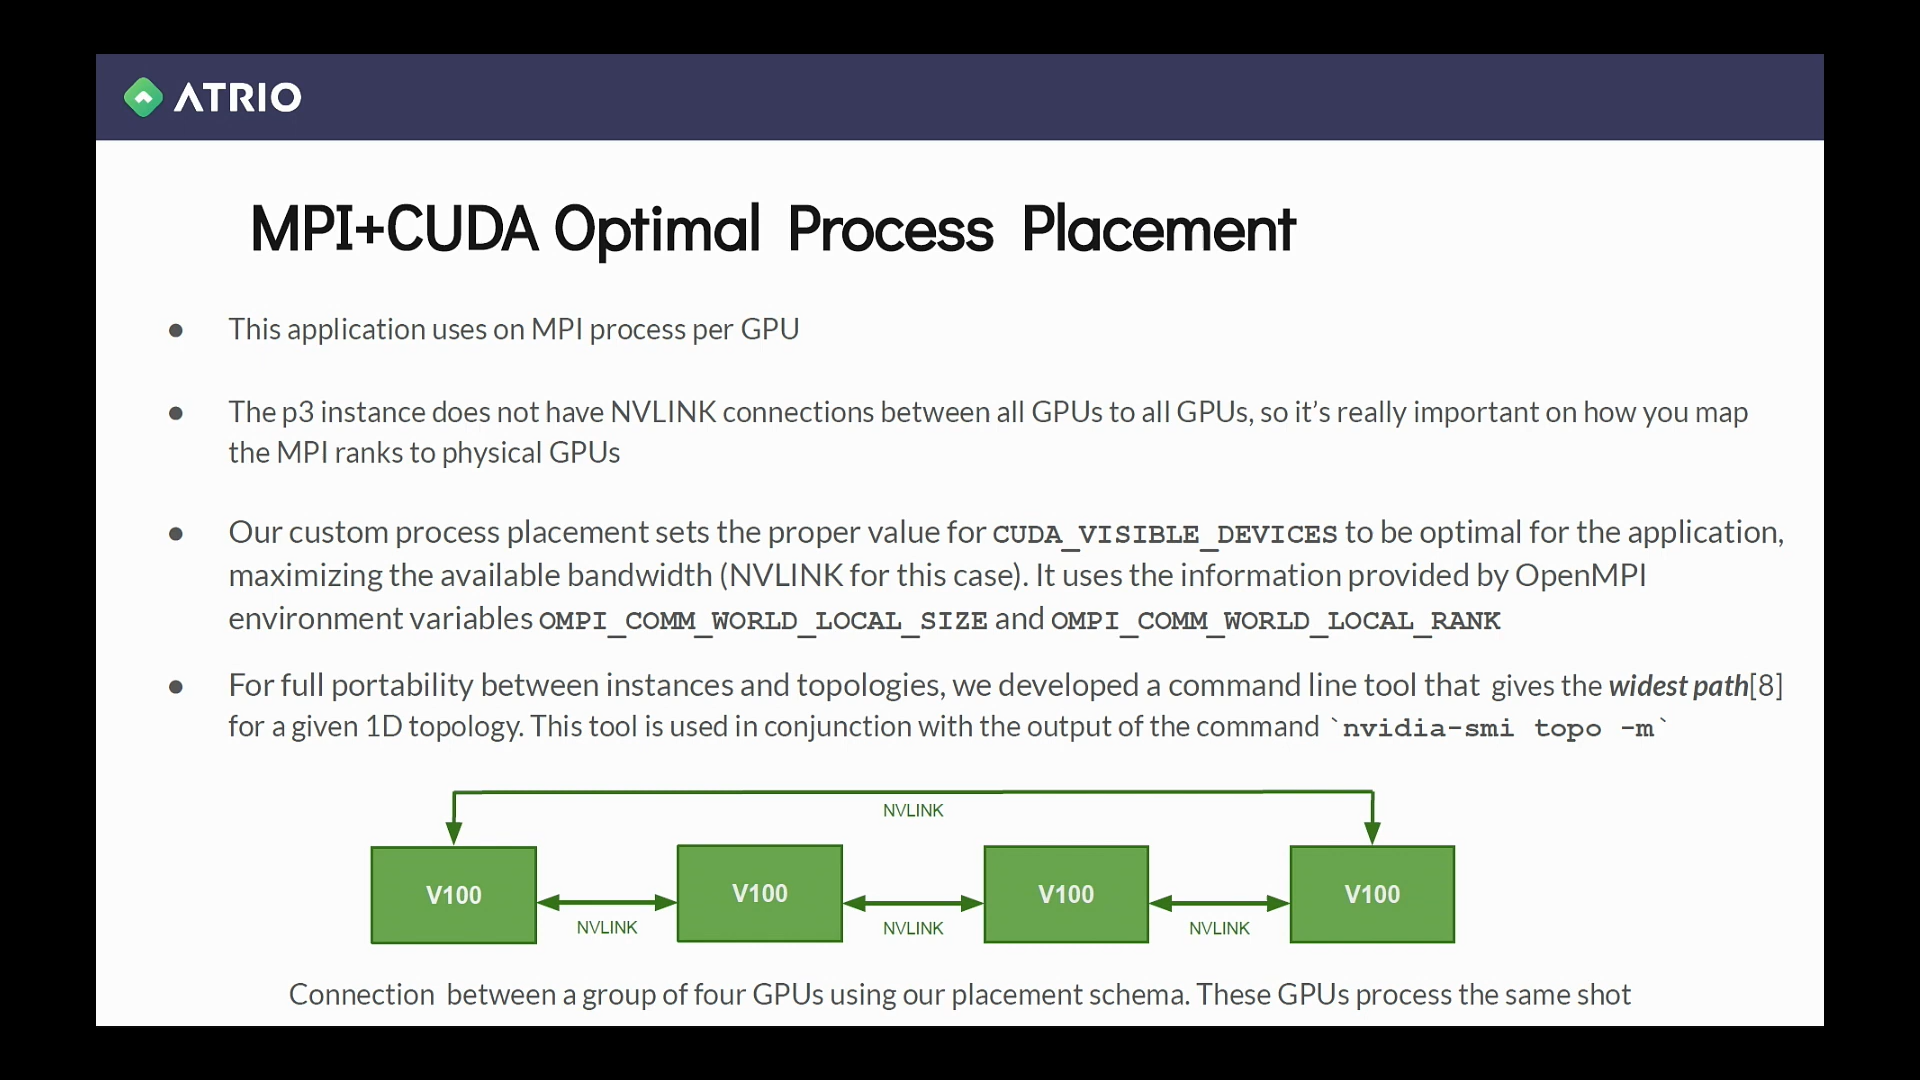 ATRIO
MPI+CUDA Optimal Process Placement
● This application uses on MPI process per GPU
● The p3 instance does not have NVLINK connections between all GPUs to all GPUs, so it’s really important on how you map
the MPI ranks to physical GPUs
● Our custom process placement sets the proper value for CUDA_VISIBLE_DEVICES to be optimal for the application,
maximizing the available bandwidth (NVLINK for this case). It uses the information provided by OpenMPI
environment variables OMPI_COMM_WORLD_LOCAL_SIZE and OMPI_COMM_WORLD_LOCAL_RANK
● For full portability between instances and topologies, we developed a command line tool that gives the widest path[8]
for a given 1D topology. This tool is used in conjunction with the output of the command `nvidia-smi topo -m`
NVLINK
V100 V100 V100 V100
NVLINK NVLINK NVLINK
Connection between a group of four GPUs using our placement schema. These GPUs process the same shot